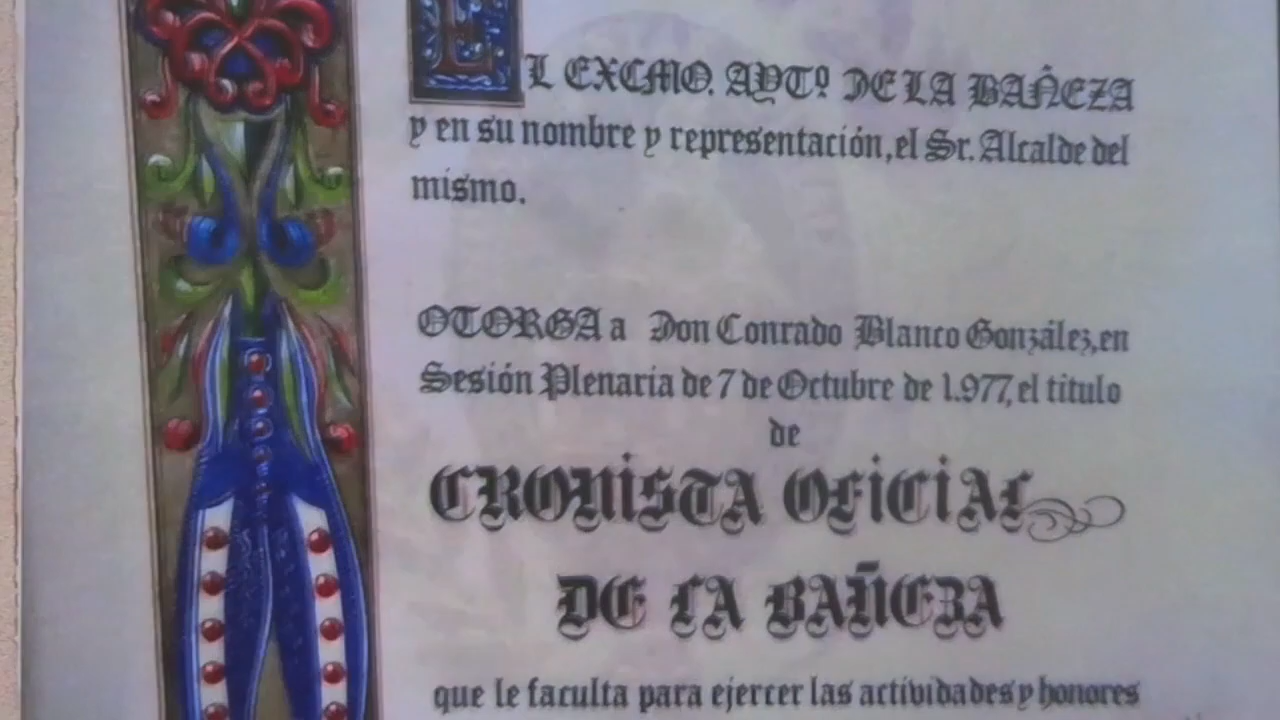 EL EXCMO. AYTº DE LA BAÑEZA
y en su nombre y representación, el Sr. Alcalde del
mismo.
OTORGA a Don Conrado Blanco González, en
Sesión Plenaria de 7 de Octubre de 1.977, el titulo
de
CRONiSTA OFiCiAL
DE LA BAÑEZA
que le faculta para ejercer las actividades y honores